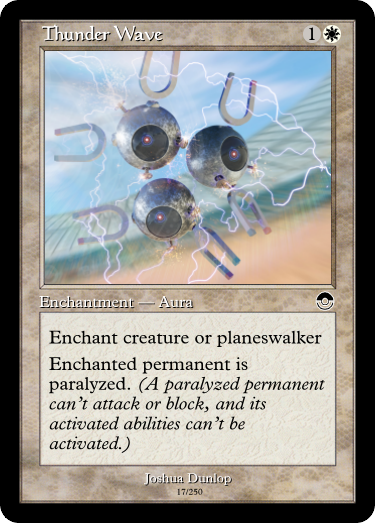 Thunder Wave 1
Enchantment — Aura
Enchant creature or planeswalker
Enchanted permanent is
paralyzed. (A paralyzed permanent
can't attack or block, and its
activated abilities can't be
activated.)
Joshua Dunlop
17/250